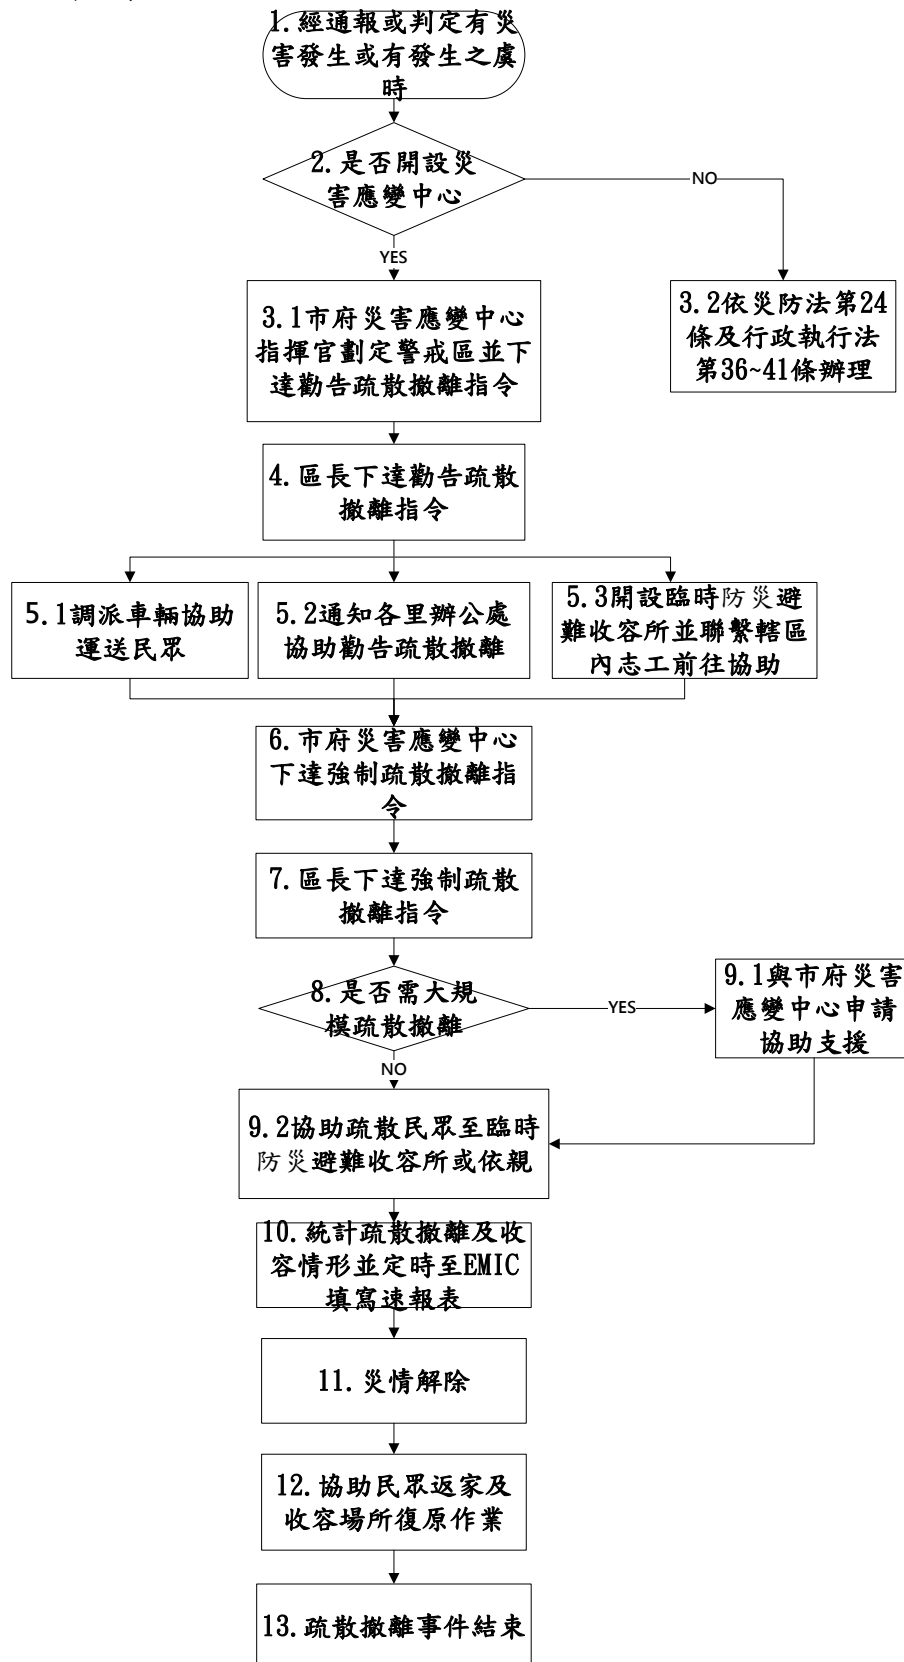 1.經通報或判定有災
害發生或有發生之虞
時
2.是否開設災
害應變中心
NO
YES
3.1市府災害應變中心
指揮官劃定警戒區並下
達勸告疏散撤離指令
3.2依災防法第24
條及行政執行法
第36~41條辦理
4.區長下達勸告疏散
撤離指令
5.1調派車輛協助
運送民眾
5.2通知各里辦公處
協助勸告疏散撤離
5.3開設臨時防災避
難收容所並聯繫轄區
內志工前往協助
6.市府災害應變中心
下達強制疏散撤離指
令
7.區長下達強制疏散
撤離指令
8.是否需大規
模疏散撤離
YES
9.1與市府災害
應變中心申請
協助支援
NO
9.2協助疏散民眾至臨時
防災避難收容所或依親
10.統計疏散撤離及收
容情形並定時至EMIC
填寫速報表
11.災情解除
12.協助民眾返家及
收容場所復原作業
13.疏散撤離事件結束